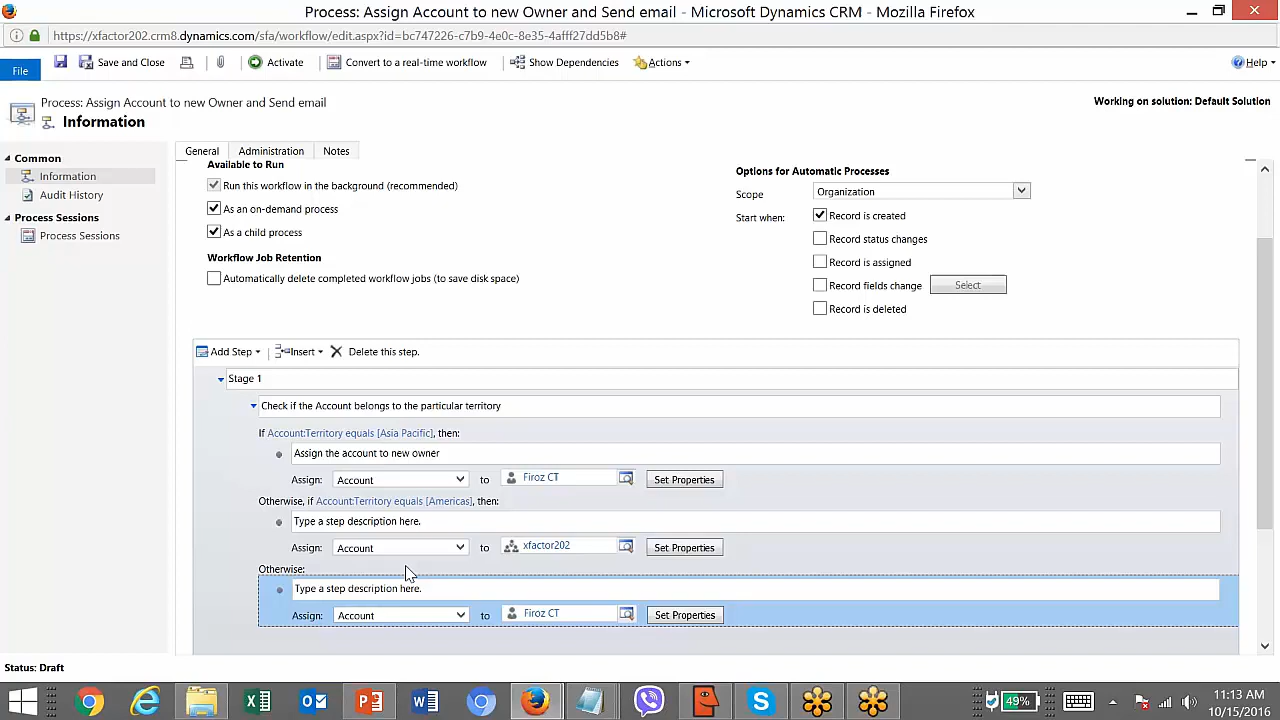 Process: Assign Account to new Owner and Send email - Microsoft Dynamics CRM - Mozilla Firefox
https://xfactor202.crm8.dynamics.com/sfa/workflow/edit.aspx?id=bc747226-c7b9-4e0c-8e35-4afff27dd5b8#
File
Save and Close
Activate
Convert to a real-time workflow
Show Dependencies
Actions
Help
Process: Assign Account to new Owner and Send email
Information
Working on solution: Default Solution
Common
Information
Audit History
Process Sessions
Process Sessions
General
Administration
Notes
Available to Run
Run this workflow in the background (recommended)
As an on-demand process
As a child process
Workflow Job Retention
Automatically delete completed workflow jobs (to save disk space)
Options for Automatic Processes
Scope
Organization
Start when:
Record is created
Record status changes
Record is assigned
Record fields change
Select
Record is deleted
Add Step
Insert
Delete this step.
Stage 1
Check if the Account belongs to the particular territory
If Account:Territory equals [Asia Pacific], then:
Assign the account to new owner
Assign: Account to Firoz CT Set Properties
Otherwise, if Account:Territory equals [Americas], then:
Type a step description here.
Assign: Account to xfactor202 Set Properties
Otherwise:
Type a step description here.
Assign: Account to Firoz CT Set Properties
Status: Draft
49%
11:13 AM
10/15/2016